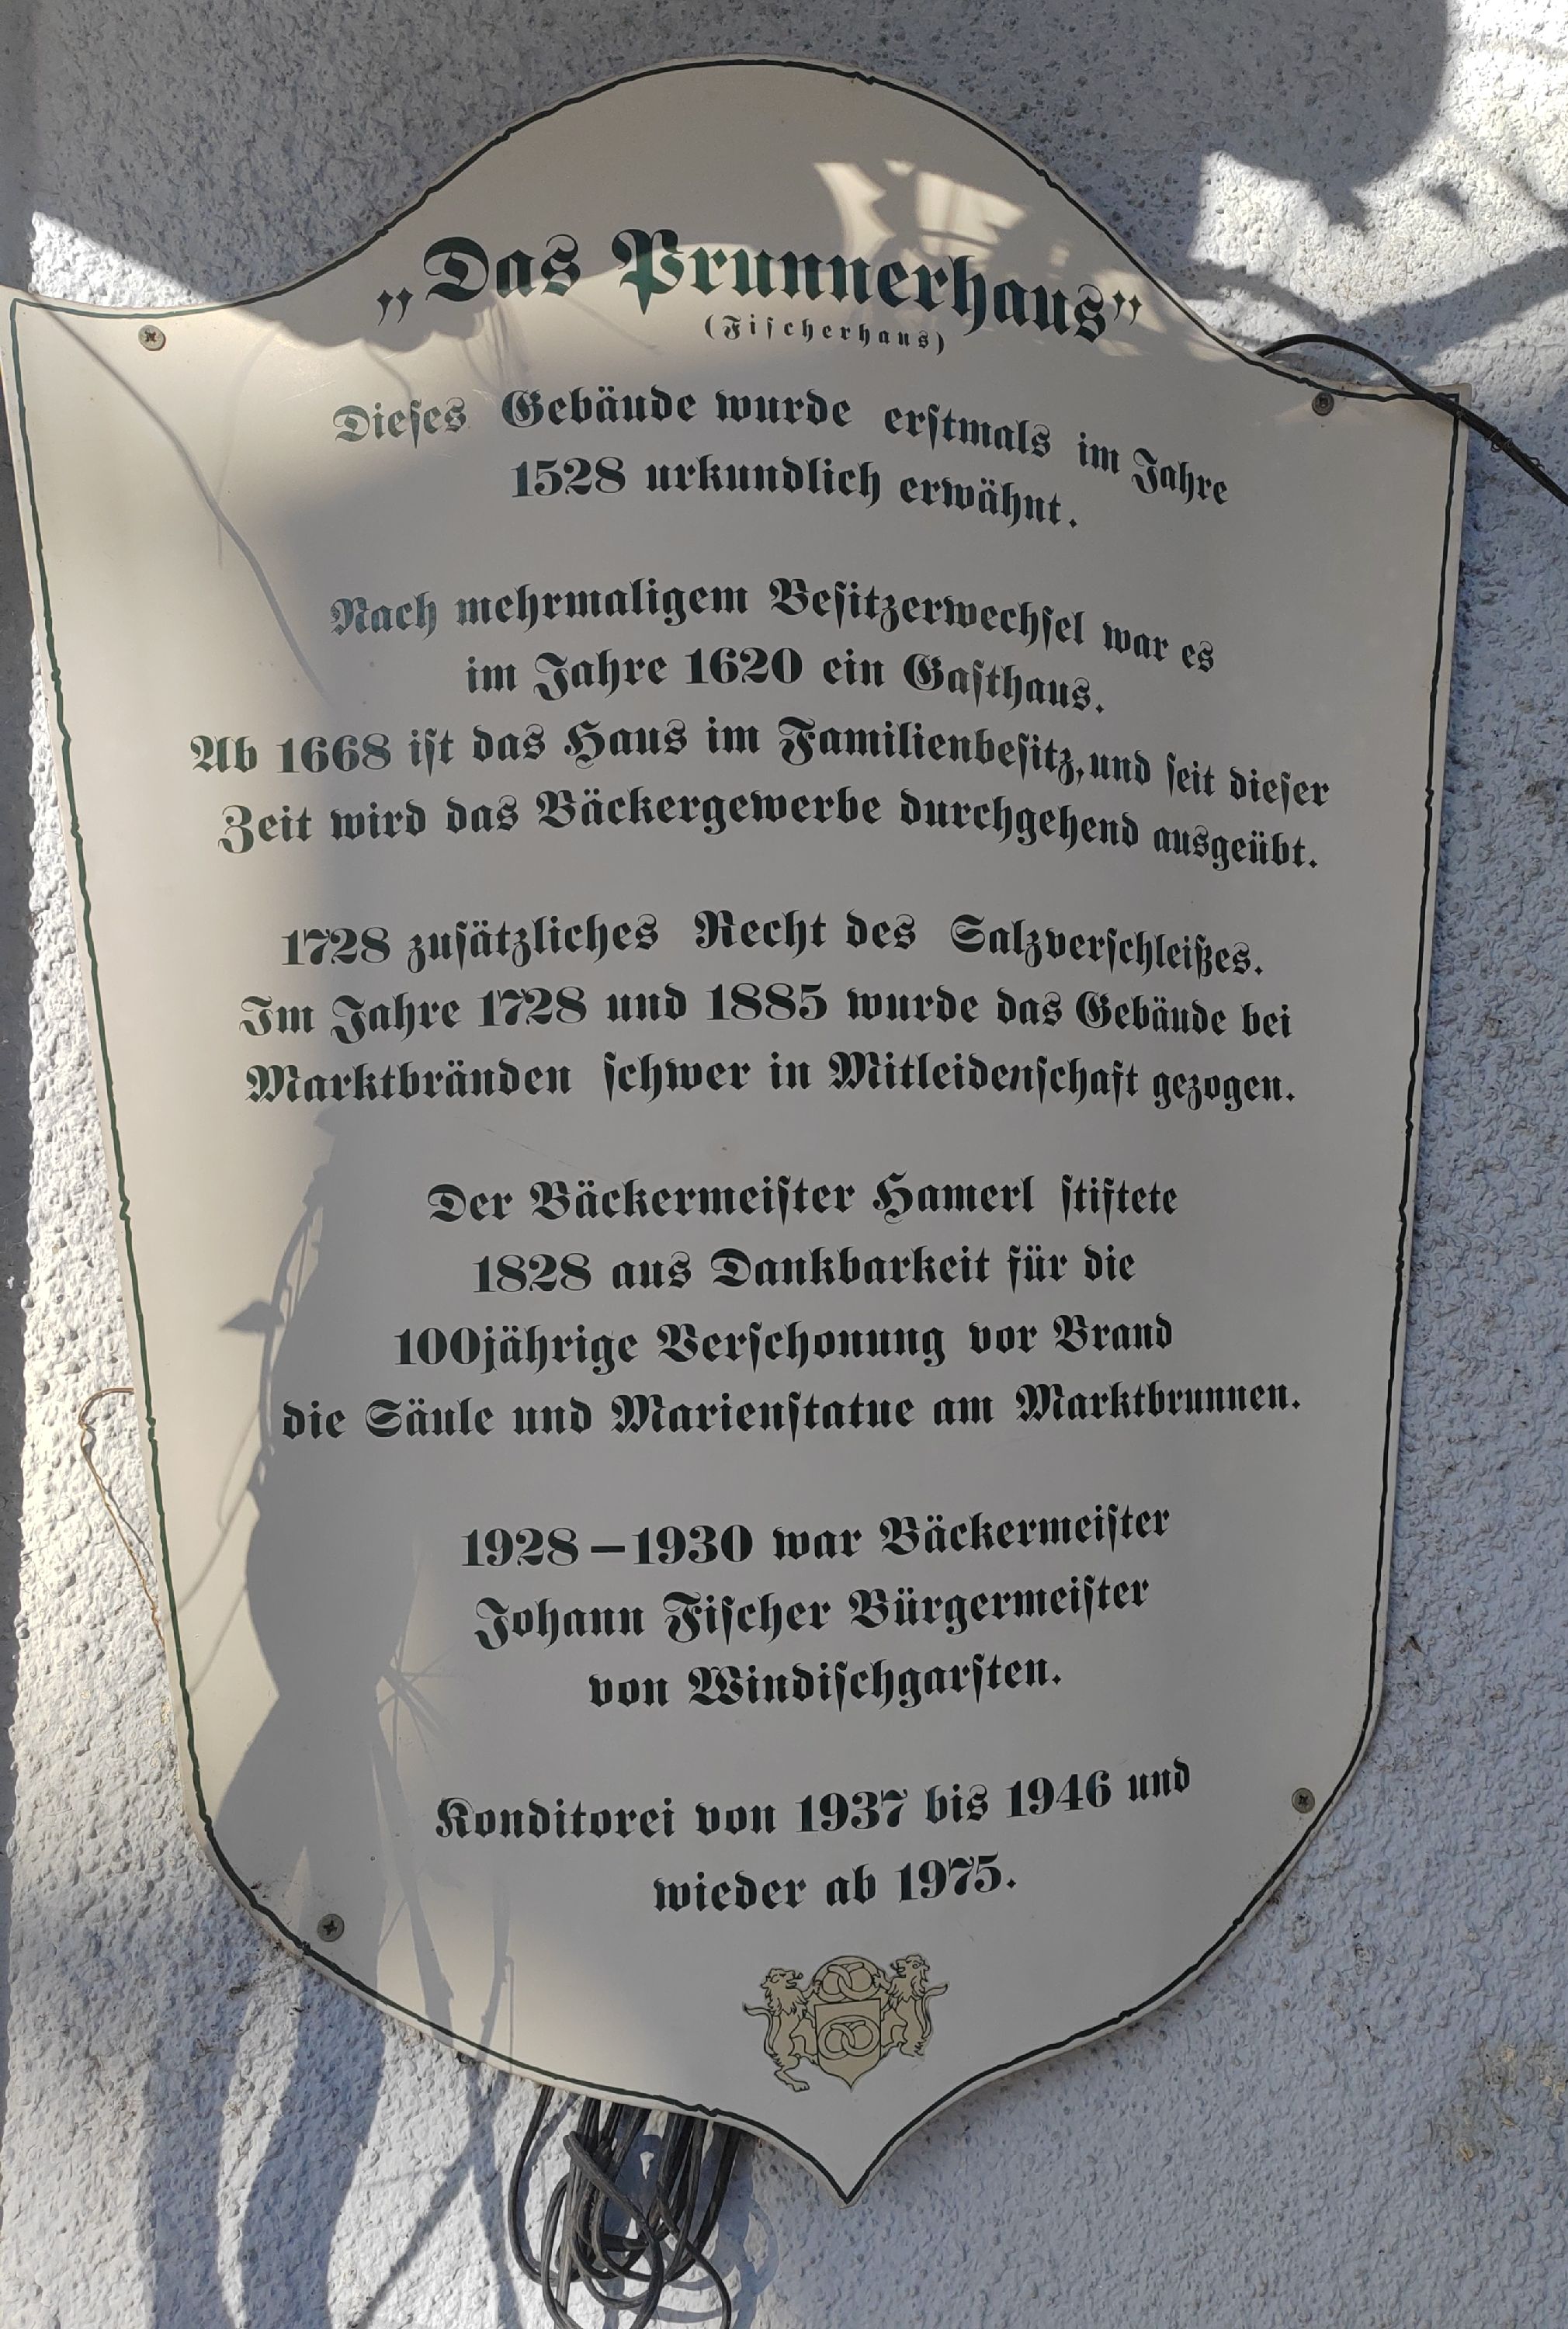 „Das Prunnerhaus”
(Fischerhaus)
Dieses Gebäude wurde erstmals im Jahre
1528 urkundlich erwähnt.
Nach mehrmaligem Besitzerwechsel war es
im Jahre 1620 ein Gasthaus.
Ab 1668 ist das Haus im Familienbesitz, und seit dieser
Zeit wird das Bäckergewerbe durchgehend ausgeübt.
1728 zusätzliches Recht des Salzverschleißes.
Im Jahre 1728 und 1885 wurde das Gebäude bei
Marktbränden schwer in Mitleidenschaft gezogen.
Der Bäckermeister Hamerl stiftete
1828 aus Dankbarkeit für die
100jährige Verschonung vor Brand
die Säule und Marienstatue am Marktbrunnen.
1928–1930 war Bäckermeister
Johann Fischer Bürgermeister
von Windischgarsten.
Konditorei von 1937 bis 1946 und
wieder ab 1975.